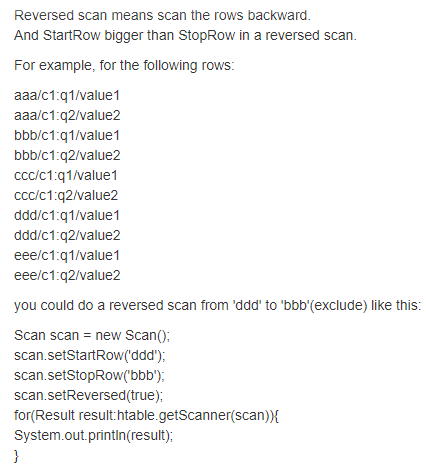 Reversed scan means scan the rows backward.
And StartRow bigger than StopRow in a reversed scan.
For example, for the following rows:
aaa/c1:q1/value1
aaa/c1:q2/value2
bbb/c1:q1/value1
bbb/c1:q2/value2
ccc/c1:q1/value1
ccc/c1:q2/value2
ddd/c1:q1/value1
ddd/c1:q2/value2
eee/c1:q1/value1
eee/c1:q2/value2
you could do a reversed scan from 'ddd' to 'bbb'(exclude) like this:
Scan scan = new Scan();
scan.setStartRow('ddd');
scan.setStopRow('bbb');
scan.setReversed(true);
for(Result result:htable.getScanner(scan)){
System.out.println(result);
}